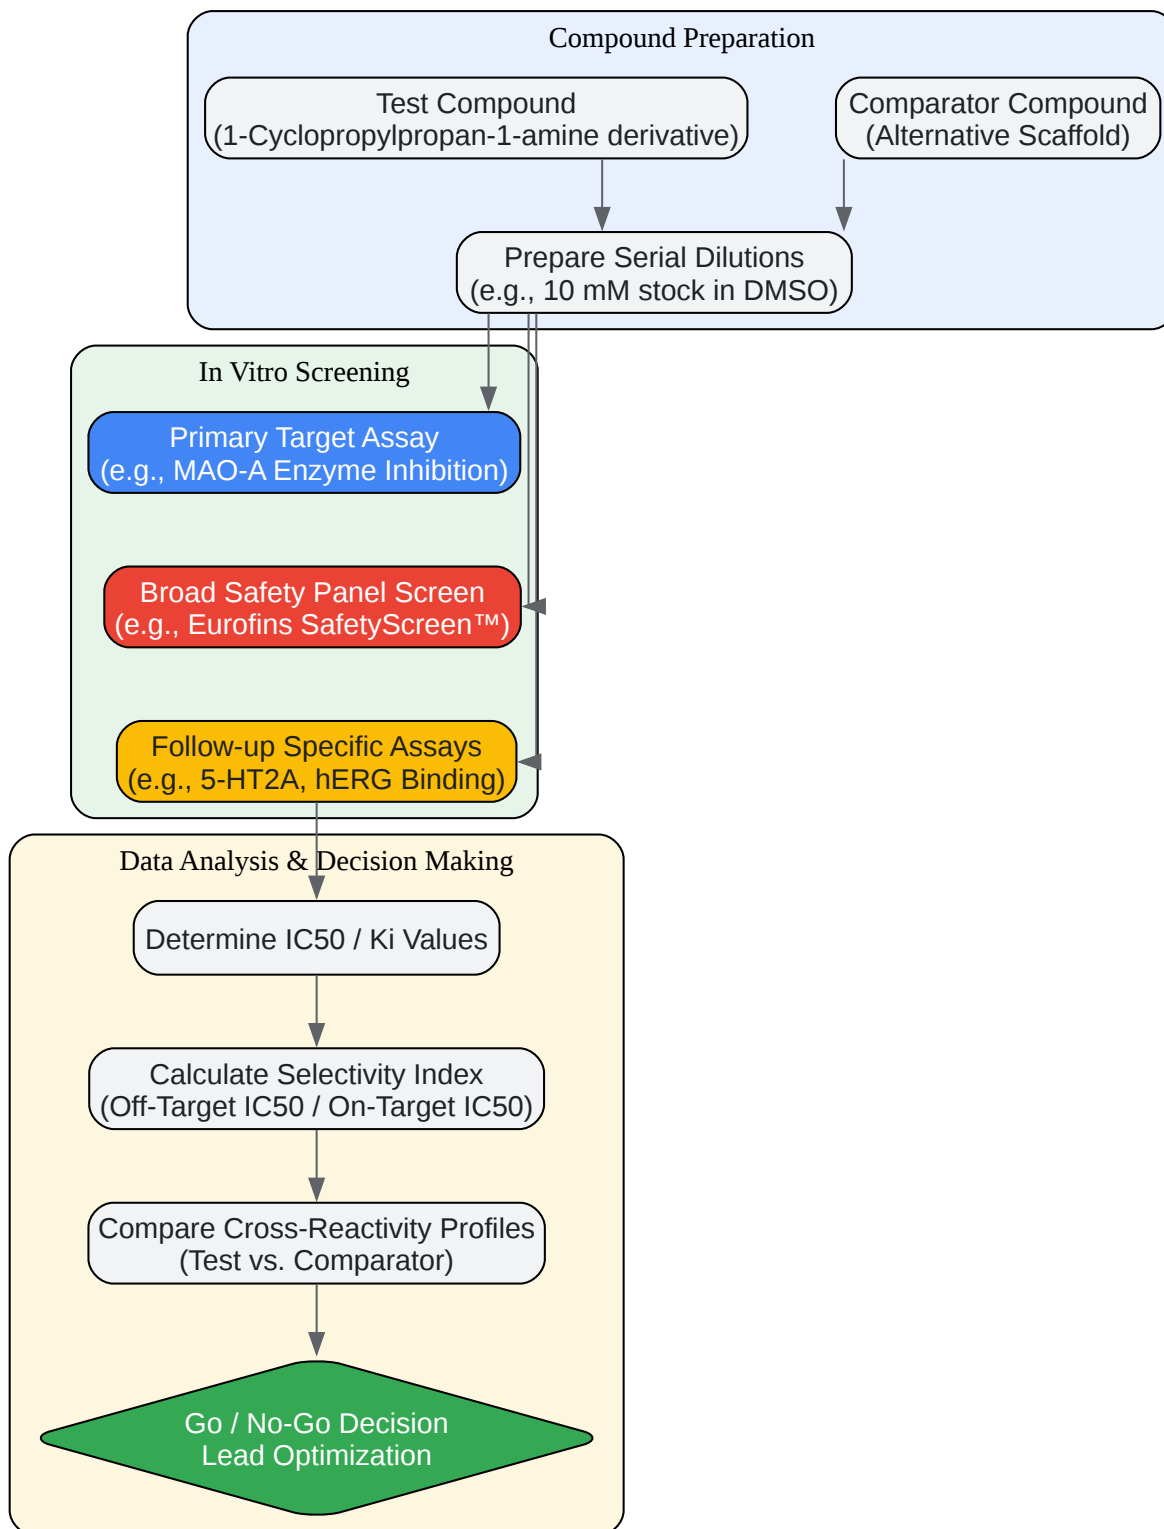 Compound Preparation
Test Compound
(1-Cyclopropylpropan-1-amine derivative)
Comparator Compound
(Alternative Scaffold)
Prepare Serial Dilutions
(e.g., 10 mM stock in DMSO)
In Vitro Screening
Primary Target Assay
(e.g., MAO-A Enzyme Inhibition)
Broad Safety Panel Screen
(e.g., Eurofins SafetyScreen™)
Follow-up Specific Assays
(e.g., 5-HT2A, hERG Binding)
Data Analysis & Decision Making
Determine IC50 / Ki Values
Calculate Selectivity Index
(Off-Target IC50 / On-Target IC50)
Compare Cross-Reactivity Profiles
(Test vs. Comparator)
Go / No-Go Decision
Lead Optimization